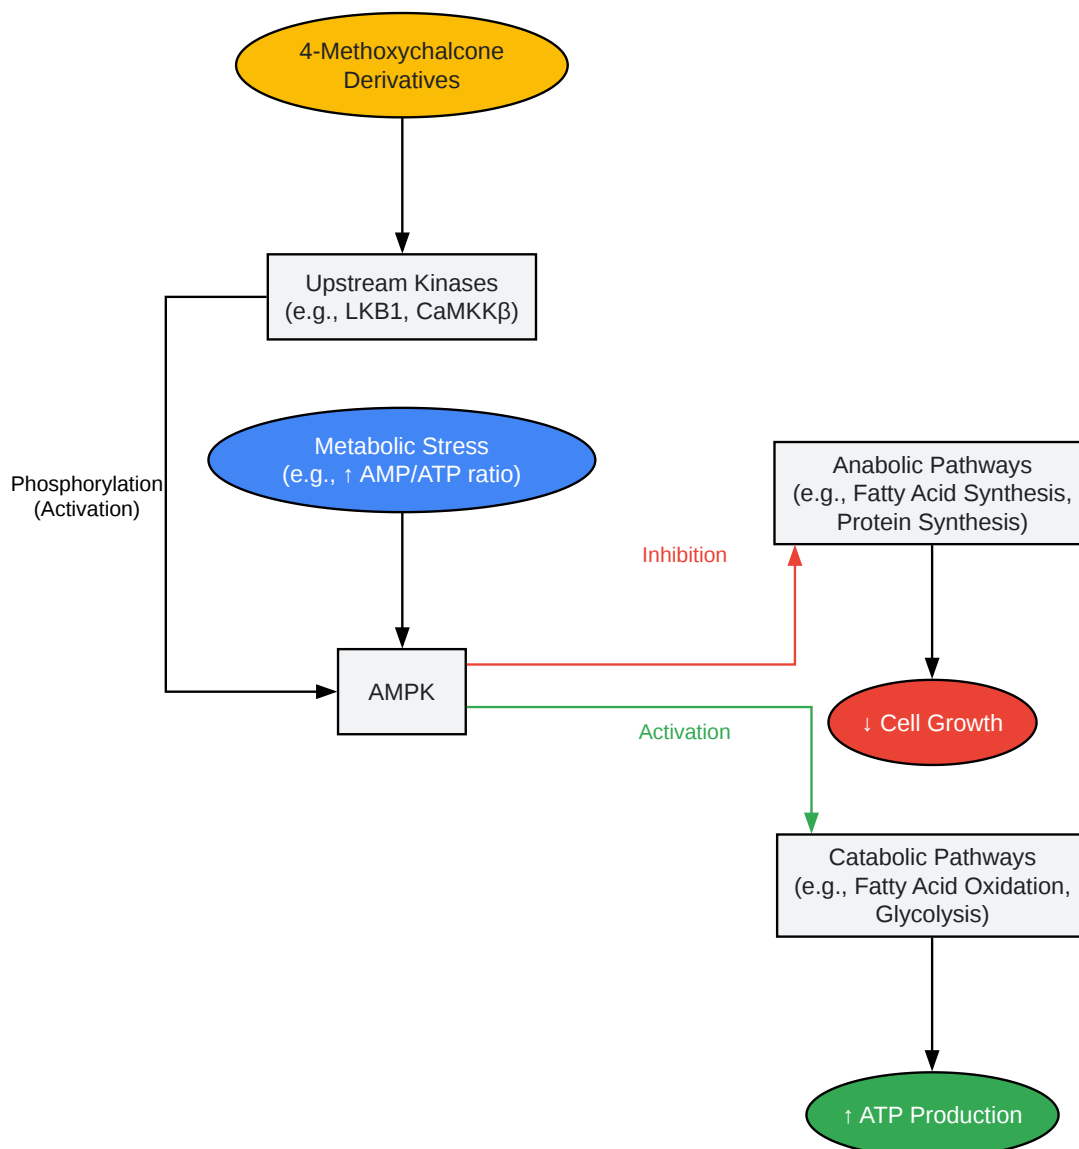 4-Methoxychalcone
Derivatives
Upstream Kinases
(e.g., LKB1, CaMKKβ)
Metabolic Stress
(e.g., ↑ AMP/ATP ratio)
Phosphorylation
(Activation)
Anabolic Pathways
(e.g., Fatty Acid Synthesis,
Protein Synthesis)
Inhibition
AMPK
Activation
↓ Cell Growth
Catabolic Pathways
(e.g., Fatty Acid Oxidation,
Glycolysis)
↑ ATP Production